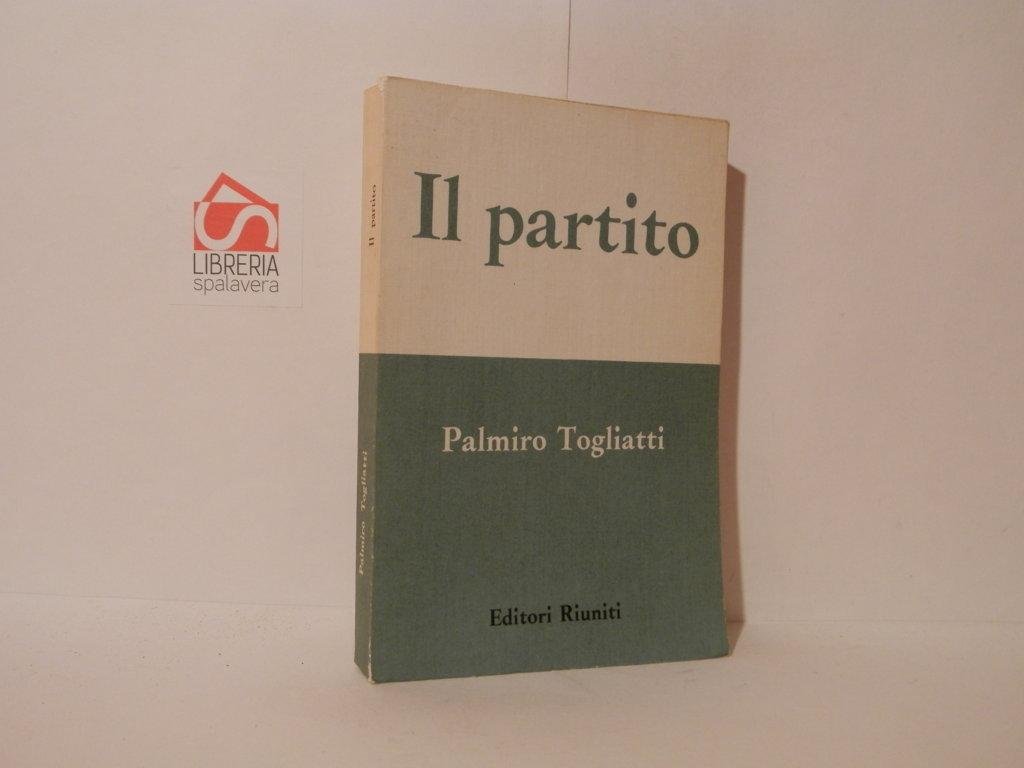 LIBRERIA
spalavera
Il partito
Palmiro Togliatti
Il partito
Palmiro Togliatti
Editori Riuniti